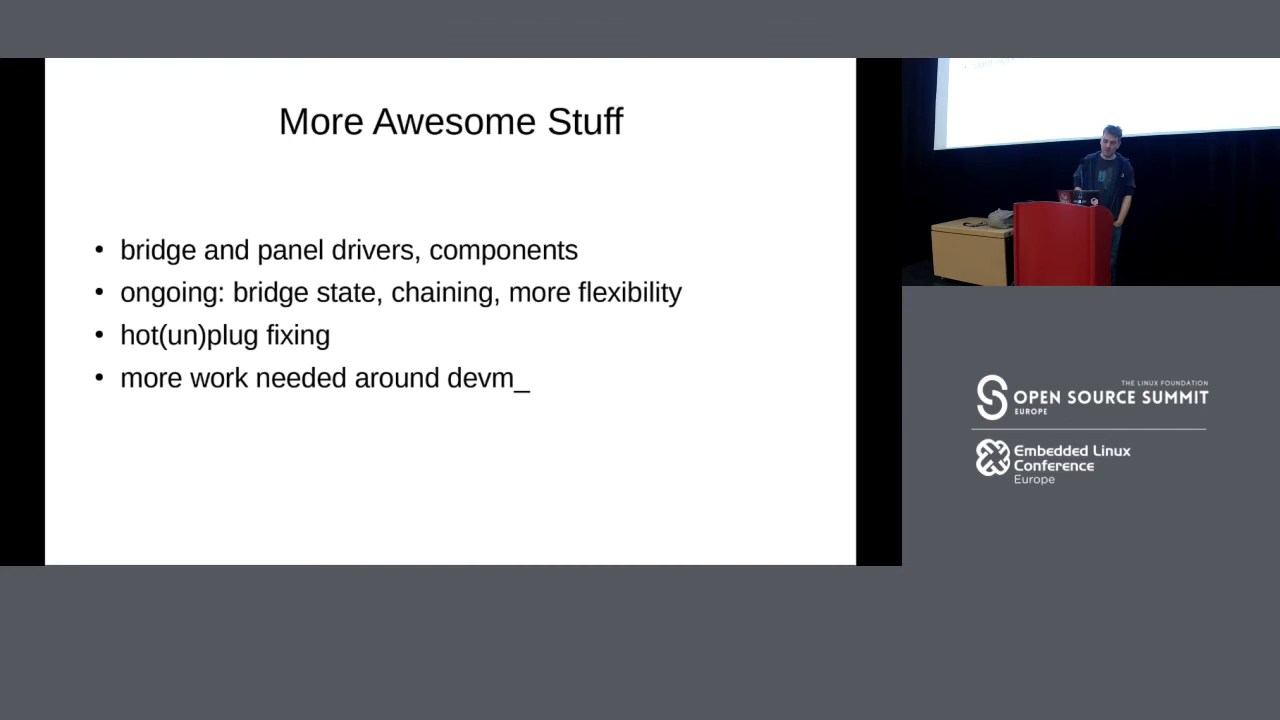 More Awesome Stuff
• bridge and panel drivers, components
• ongoing: bridge state, chaining, more flexibility
• hot(un)plug fixing
• more work needed around devm_
THE LINUX FOUNDATION
OPEN SOURCE SUMMIT
EUROPE
Embedded Linux
Conference
Europe